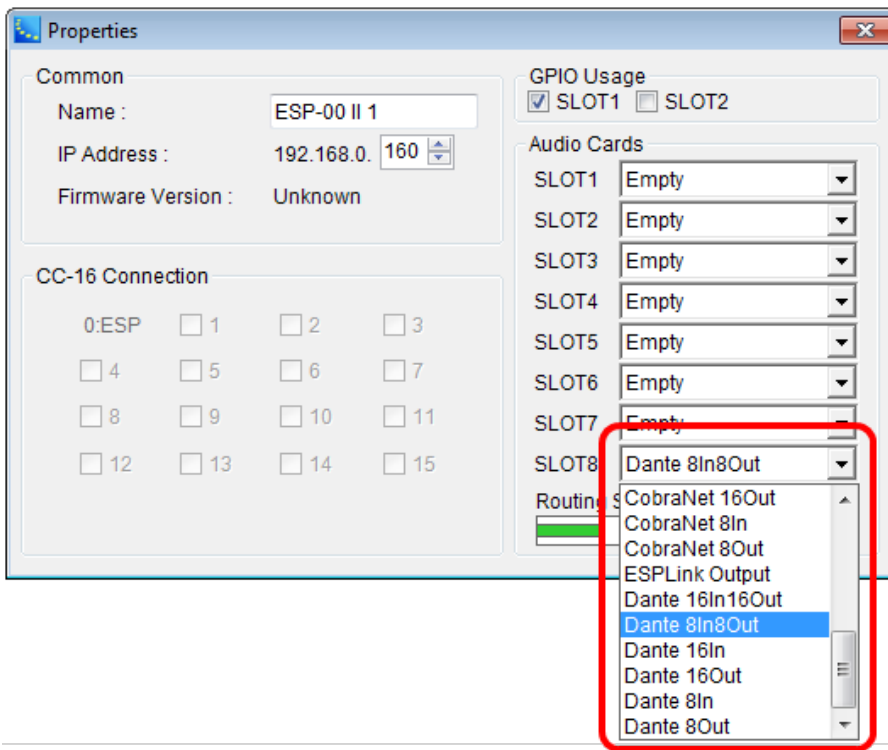 Properties
Common
Name :
ESP-00 II 1
IP Address :
192.168.0. 160
Firmware Version :
Unknown
CC-16 Connection
0:ESP 1 2 3
4 5 6 7
8 9 10 11
12 13 14 15
GPIO Usage
SLOT1 SLOT2
Audio Cards
SLOT1 Empty
SLOT2 Empty
SLOT3 Empty
SLOT4 Empty
SLOT5 Empty
SLOT6 Empty
SLOT7 Empty
SLOT8 Dante 8In8Out
Routing S
CobraNet 16Out
CobraNet 8In
CobraNet 8Out
ESPLink Output
Dante 16In16Out
Dante 8In8Out
Dante 16In
Dante 16Out
Dante 8In
Dante 8Out